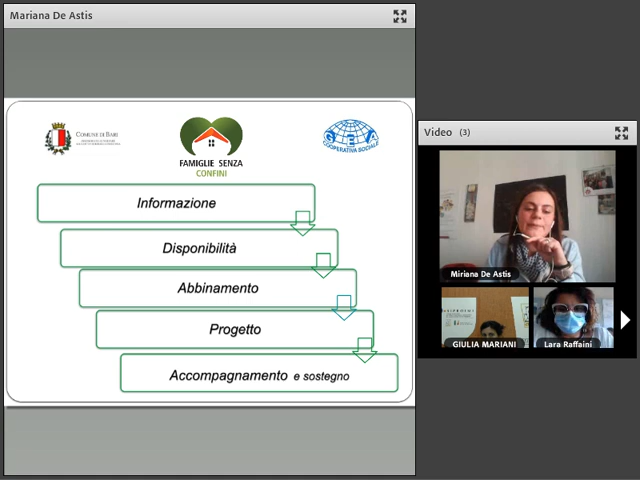 Mariana De Astis
COMUNE DI BARI
FAMIGLIE SENZA
CONFINI
GEA
COOPERATIVA SOCIALE
Informazione
Disponibilità
Abbinamento
Progetto
Accompagnamento e sostegno
Video (3)
Miriana De Astis
GIULIA MARIANI
Lara Raffaini